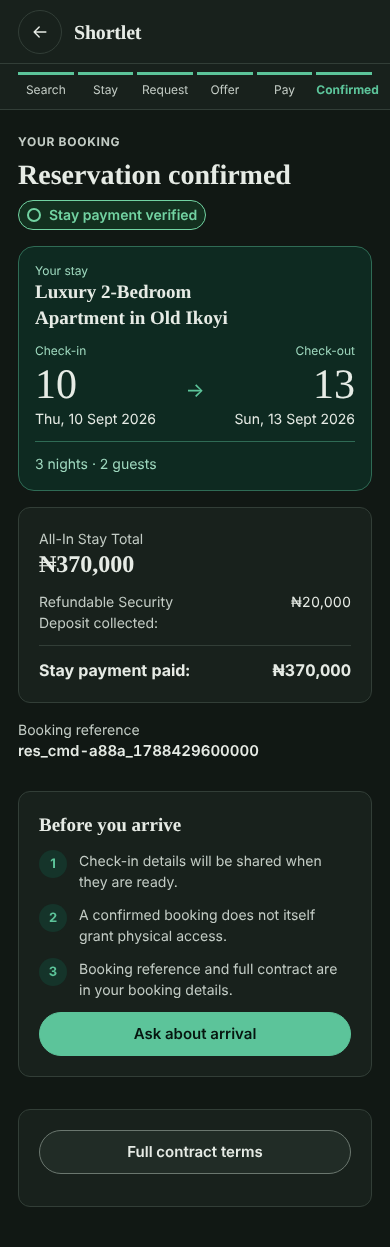 Shortlet
Search Stay Request Offer Pay Confirmed
YOUR BOOKING
Reservation confirmed
Stay payment verified
Your stay
Luxury 2-Bedroom
Apartment in Old Ikoyi
Check-in Check-out
10 → 13
Thu, 10 Sept 2026 Sun, 13 Sept 2026
3 nights · 2 guests
All-In Stay Total
₦370,000
Refundable Security ₦20,000
Deposit collected:
Stay payment paid: ₦370,000
Booking reference
res_cmd-a88a_1788429600000
Before you arrive
1 Check-in details will be shared when
they are ready.
2 A confirmed booking does not itself
grant physical access.
3 Booking reference and full contract are
in your booking details.
Ask about arrival
Full contract terms